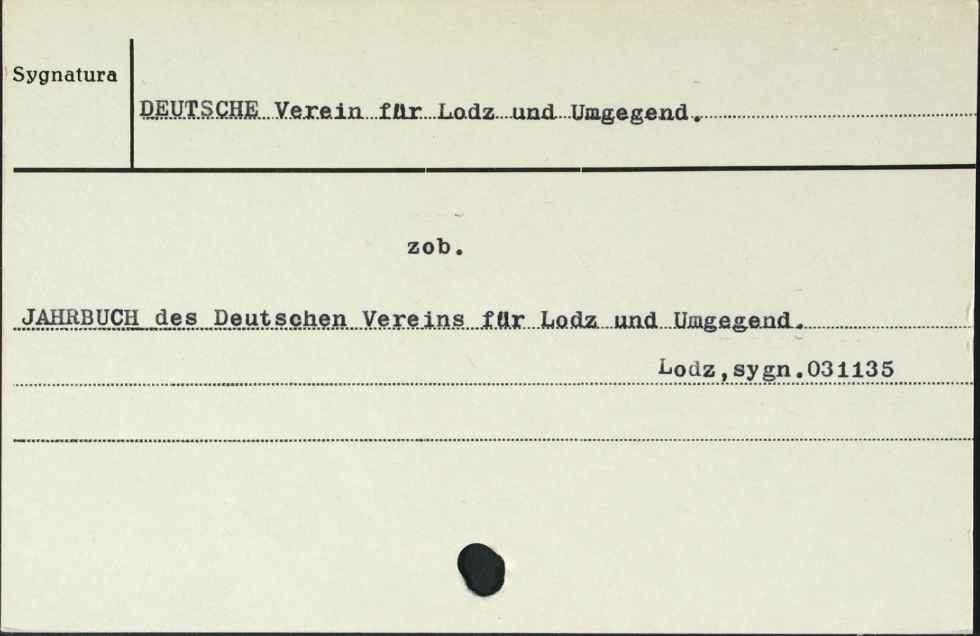 Sygnatura
DEUTSCHE Verein für Lodz und Umgegend.
zob.
JAHRBUCH des Deutschen Vereins für Lodz und Umgegend.
Lodz,sygn.031135